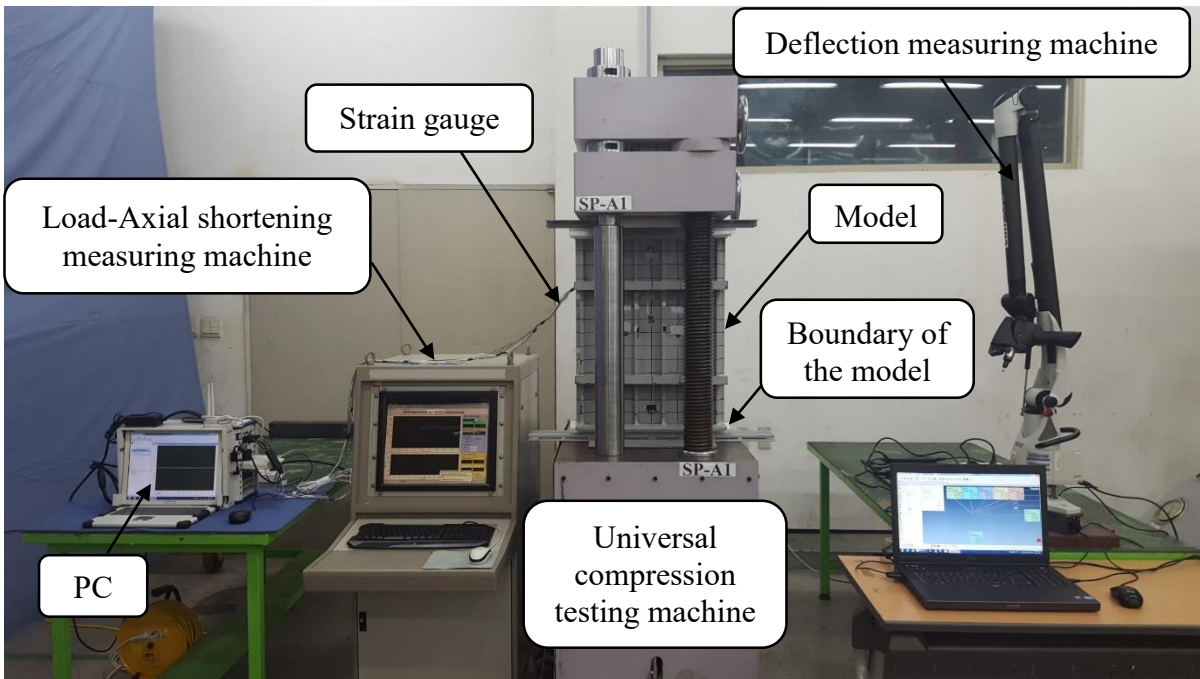 Deflection measuring machine
Strain gauge
SP-A1
Load-Axial shortening
measuring machine
Model
Boundary of
the model
SP-A1
Universal
compression
testing machine
PC